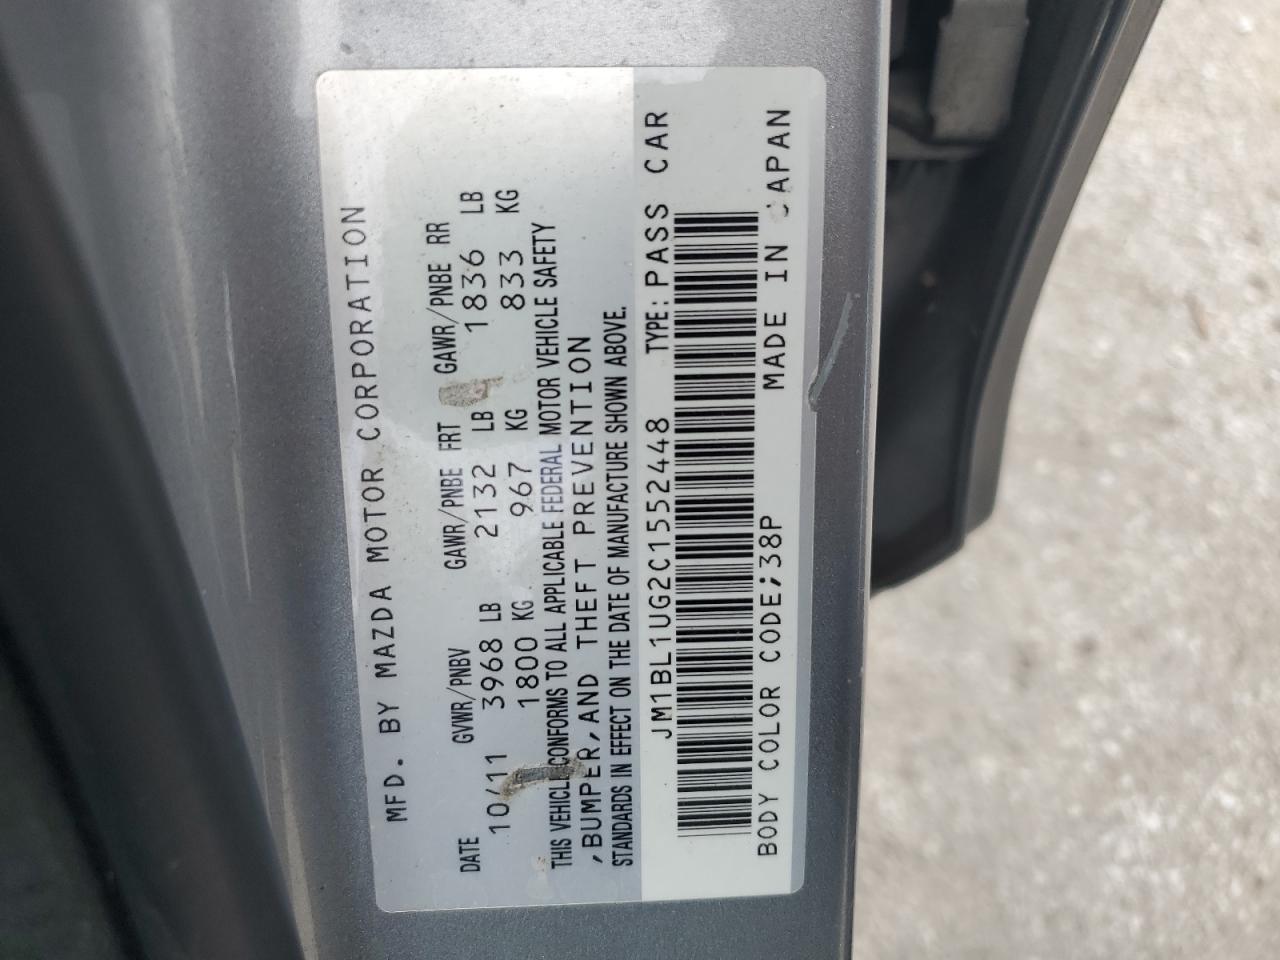 MFD. BY MAZDA MOTOR CORPORATION
DATE GVWR/PNBV GAWR/PNBE FRT GAWR/PNBE RR
10/11 3968 LB 2132 LB 1836 LB
1800 KG 967 KG 833 KG
THIS VEHICLE CONFORMS TO ALL APPLICABLE FEDERAL MOTOR VEHICLE SAFETY
,BUMPER,AND THEFT PREVENTION
STANDARDS IN EFFECT ON THE DATE OF MANUFACTURE SHOWN ABOVE.
JM1BL1UG2C1552448 TYPE:PASS CAR
BODY COLOR CODE;38P MADE IN JAPAN